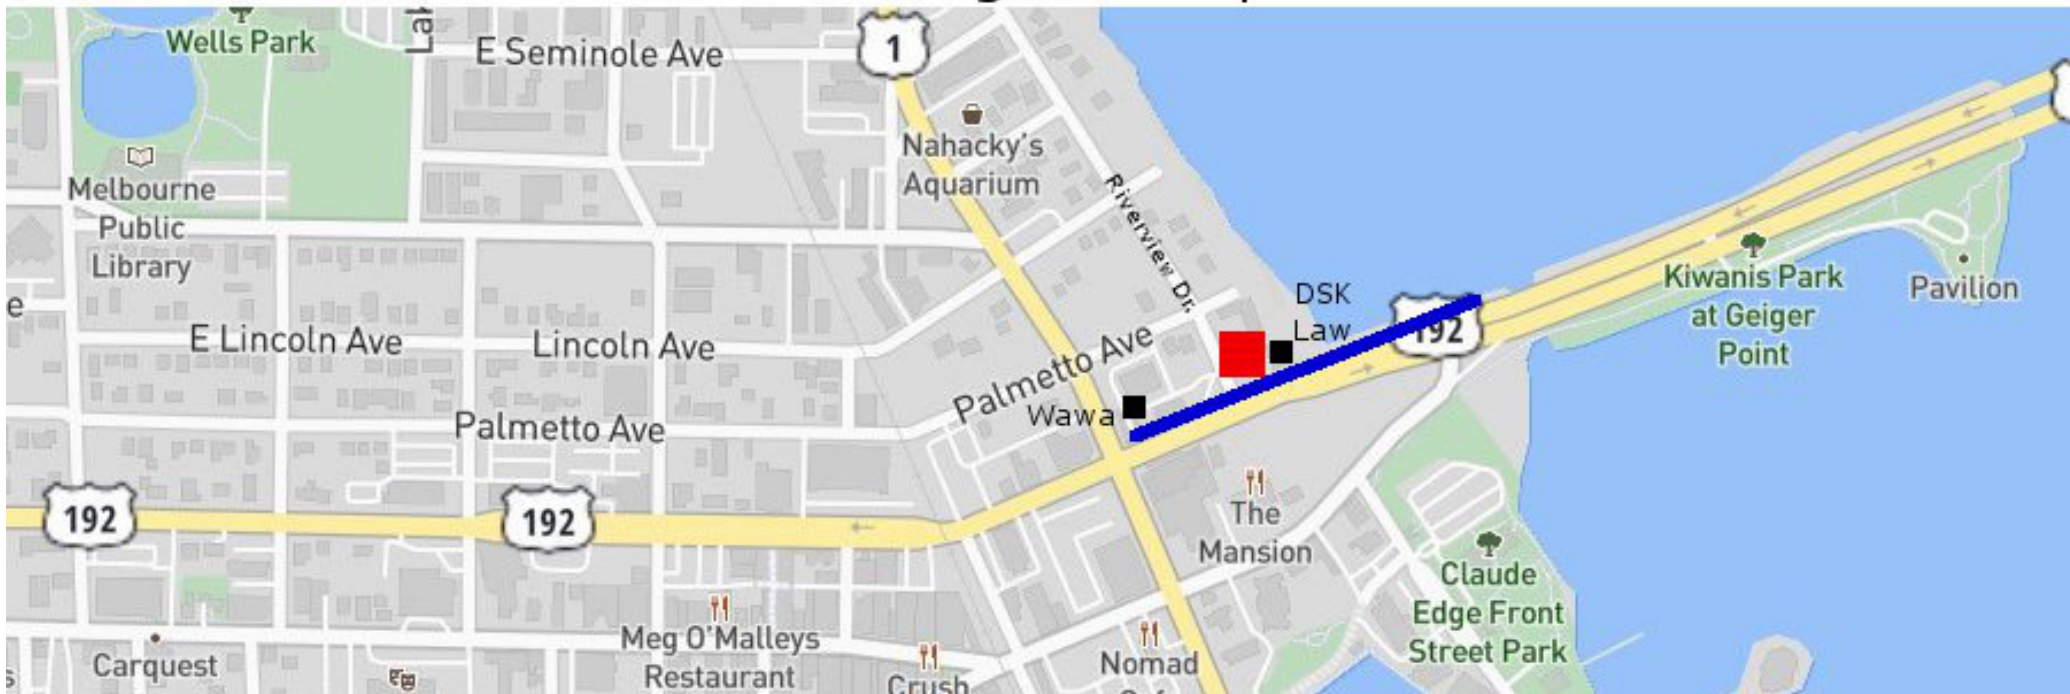 Wells Park
E Seminole Ave
1
Nahacky's
Aquarium
Melbourne
Public
Library
Riverview Dr.
Kiwanis Park
at Geiger
Point
Pavilion
DSK
Law
192
E Lincoln Ave
Lincoln Ave
Palmetto Ave
Wawa
Palmetto Ave
192
192
The
Mansion
Claude
Edge Front
Street Park
Meg O'Malleys
Restaurant
Carquest
Crush
Nomad